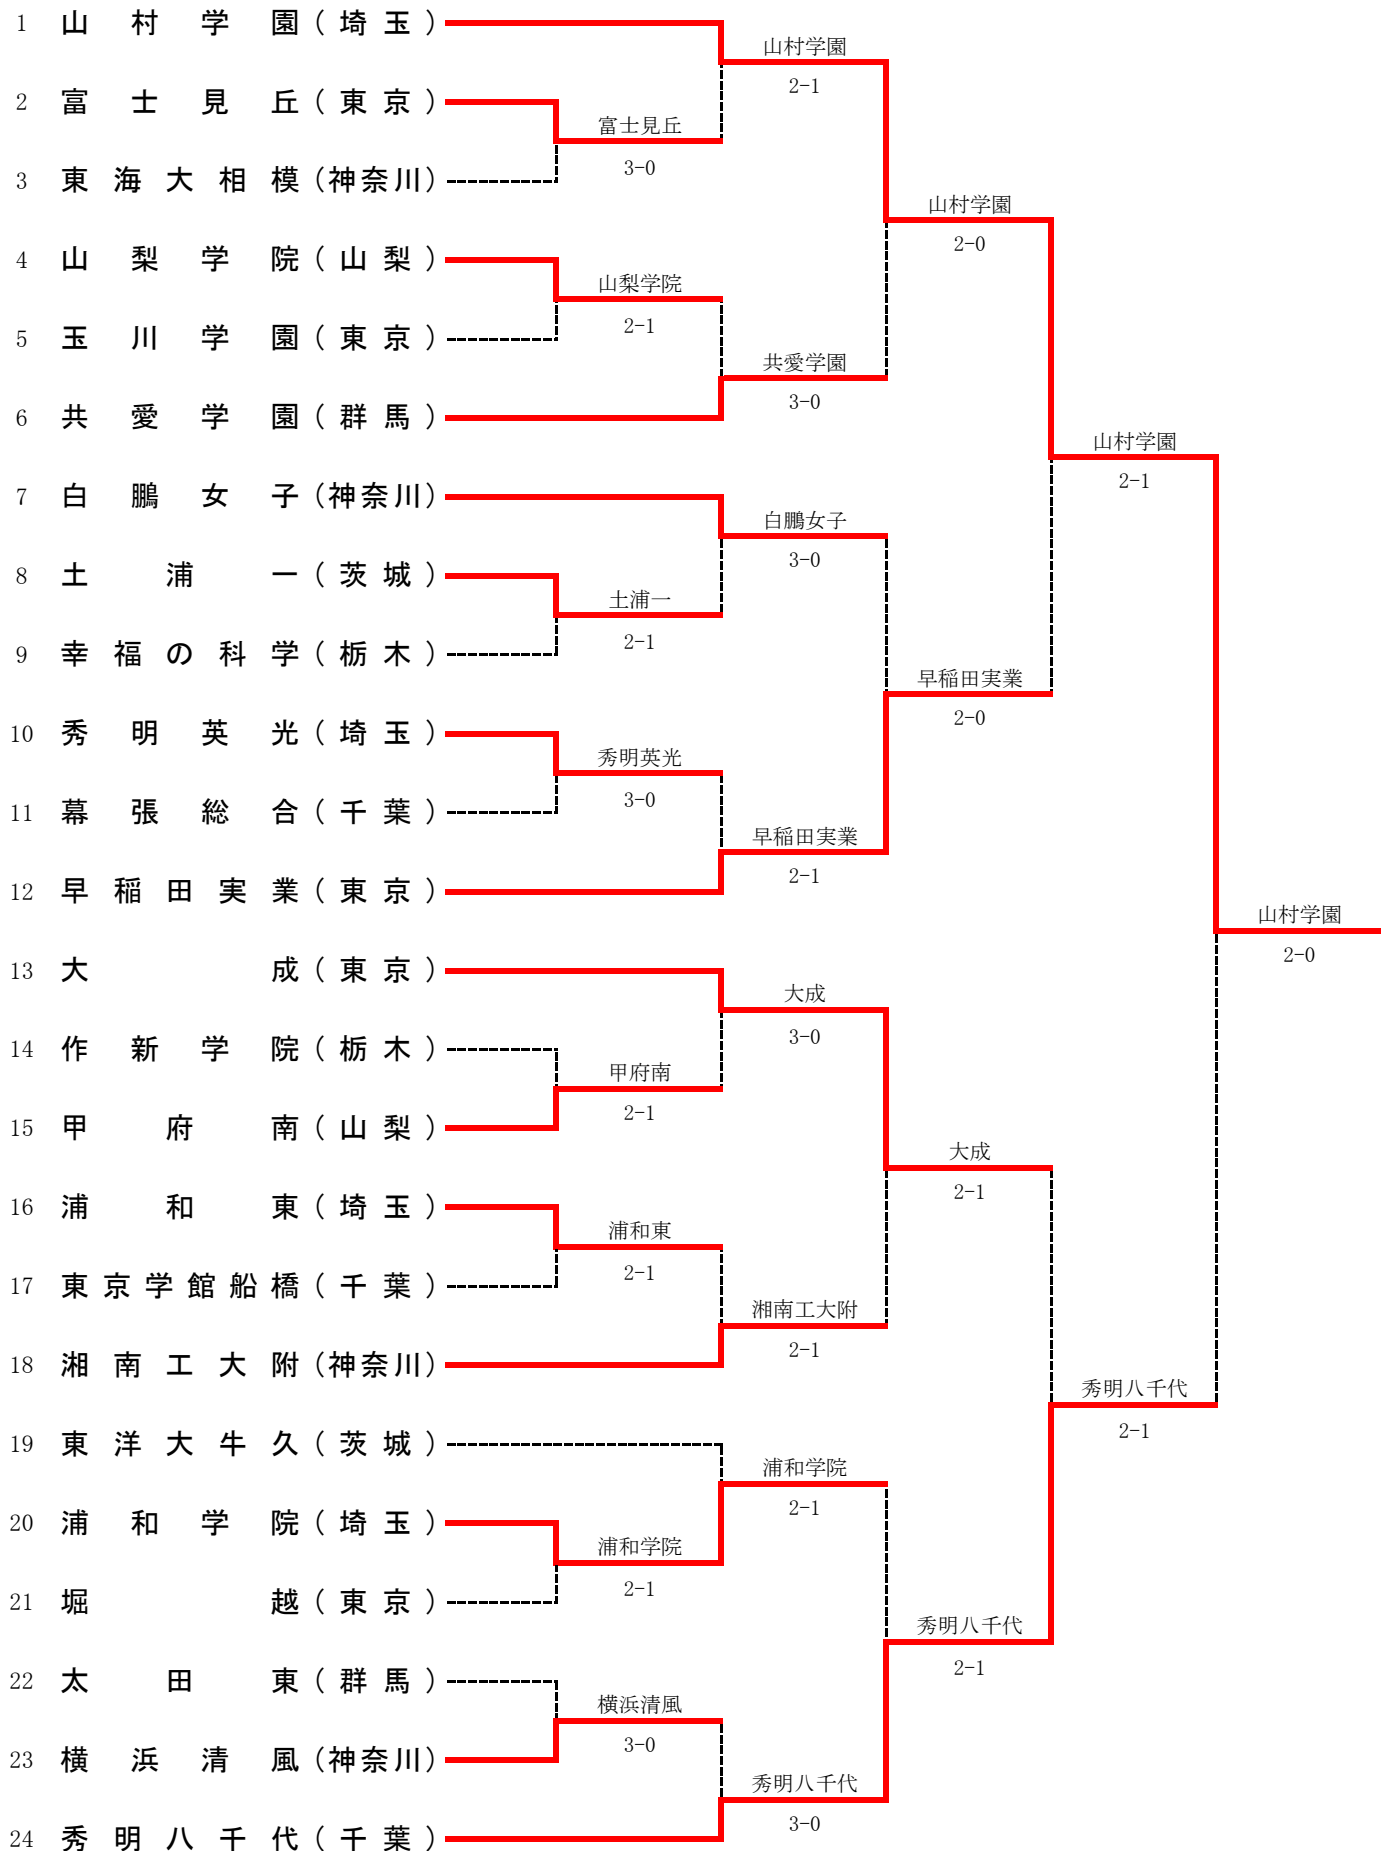 1 山村学園(埼玉)
山村学園
2-1
2 富士見丘(東京)
富士見丘
3-0
3 東海大相模(神奈川)
山村学園
2-0
4 山梨学院(山梨)
山梨学院
2-1
5 玉川学園(東京)
共愛学園
3-0
6 共愛学園(群馬)
山村学園
2-1
7 白鵬女子(神奈川)
白鵬女子
3-0
8 土浦一(茨城)
土浦一
2-1
9 幸福の科学(栃木)
早稲田実業
2-0
10 秀明英光(埼玉)
秀明英光
3-0
11 幕張総合(千葉)
早稲田実業
2-1
12 早稲田実業(東京)
山村学園
2-0
13 大成(東京)
大成
3-0
14 作新学院(栃木)
甲府南
2-1
15 甲府南(山梨)
大成
2-1
16 浦和東(埼玉)
浦和東
2-1
17 東京学館船橋(千葉)
湘南工大附
2-1
18 湘南工大附(神奈川)
秀明八千代
2-1
19 東洋大牛久(茨城)
浦和学院
2-1
20 浦和学院(埼玉)
浦和学院
2-1
21 堀越(東京)
秀明八千代
2-1
22 太田東(群馬)
横浜清風
3-0
23 横浜清風(神奈川)
秀明八千代
3-0
24 秀明八千代(千葉)